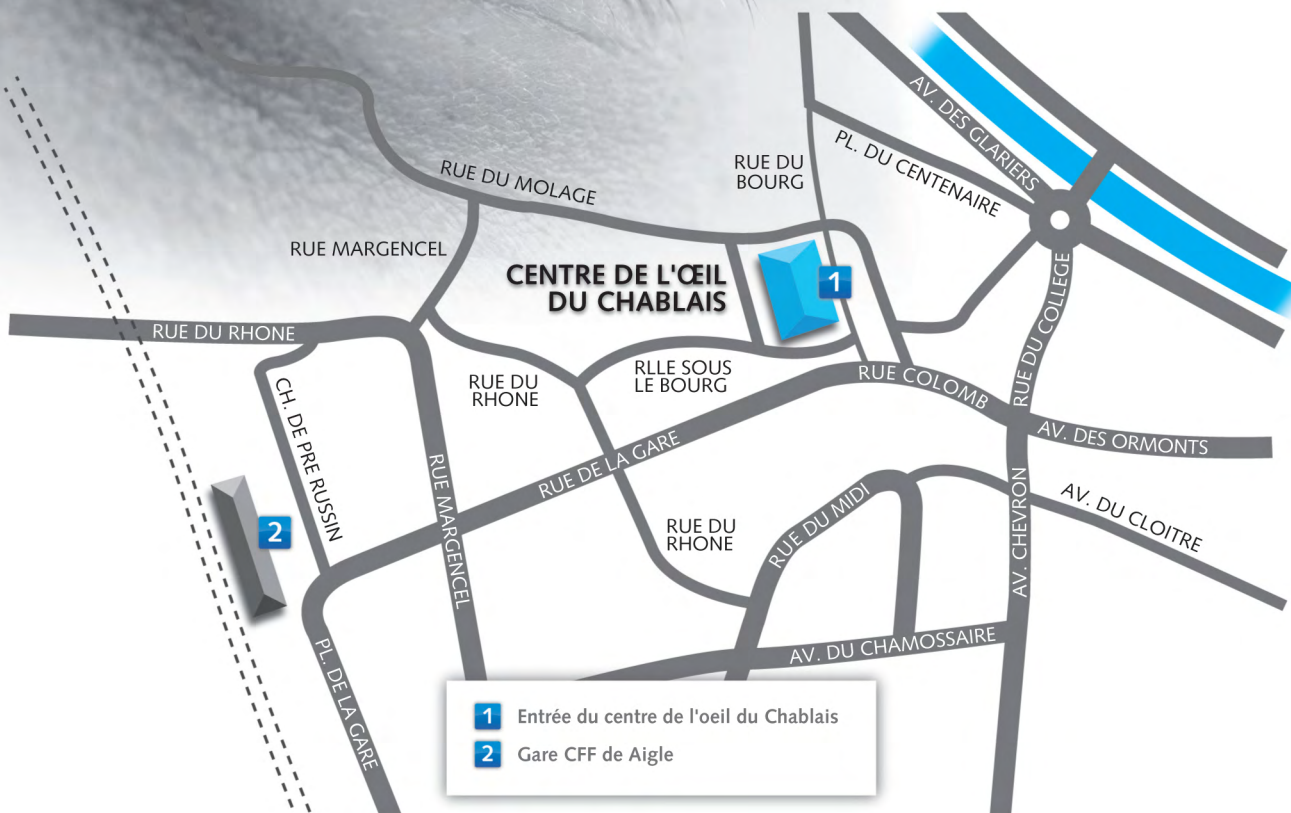 AV. DES GLARIERS
PL. DU CENTENAIRE
RUE DU
BOURG
RUE DU MOLAGE
RUE MARGENCEL
CENTRE DE L'ŒIL
DU CHABLAIS
1
RUE DU RHONE
RUE DU COLLEGE
RUE DU
RHONE
RLLE SOUS
LE BOURG
RUE COLOMB
CH. DE PRE RUSSIN
AV. DES ORMONTS
RUE DE LA GARE
RUE MARGENCEL
2
RUE DU
RHONE
RUE DU MIDI
AV. CHEVRON
AV. DU CLOITRE
PL. DE LA GARE
AV. DU CHAMOSSAIRE
1 Entrée du centre de l'oeil du Chablais
2 Gare CFF de Aigle